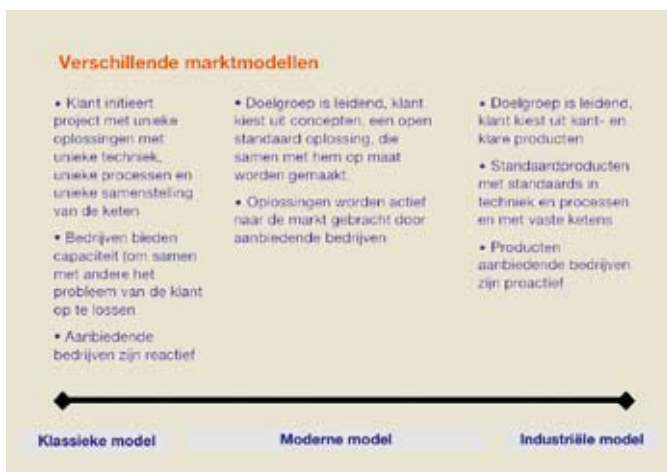 Verschillende marktmodellen
• Klant initieert
project met unieke
oplossingen met
unieke techniek,
unieke processen en
unieke samenstelling
van de keten
• Bedrijven bieden
capaciteit (om samen
met andere het
probleem van de klant
op te lossen
• Aanbiedende
bedrijven zijn reactief
• Doelgroep is leidend, klant
kiest uit concepten, een open
standaard oplossing, die
samen met hem op maat
worden gemaakt.
• Oplossingen worden actief
naar de markt gebracht door
aanbiedende bedrijven
• Doelgroep is leidend,
klant kiest uit kant- en
klare producten
• Standaardproducten
met standaards in
techniek en processen
en met vaste ketens
• Producten
aanbiedende bedrijven
zijn proactief
Klassieke model
Moderne model
Industriële model